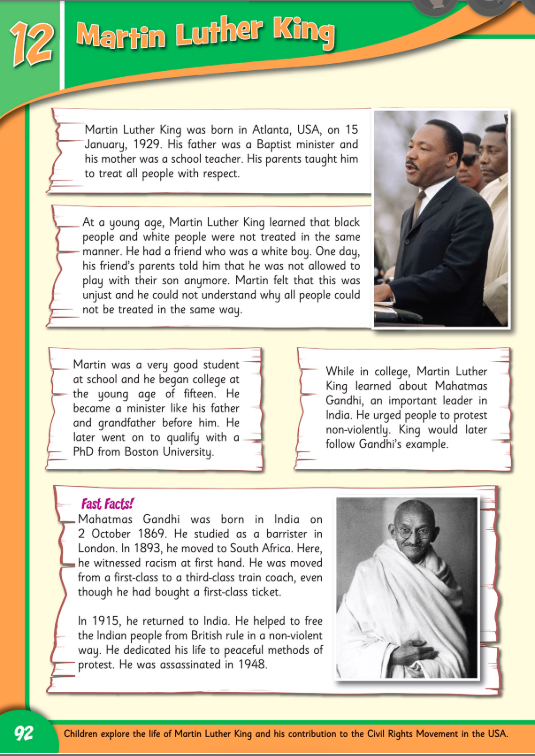 12
Martin Luther King
Martin Luther King was born in Atlanta, USA, on 15
January, 1929. His father was a Baptist minister and
his mother was a school teacher. His parents taught him
to treat all people with respect.
At a young age, Martin Luther King learned that black
people and white people were not treated in the same
manner. He had a friend who was a white boy. One day,
his friend's parents told him that he was not allowed to
play with their son anymore. Martin felt that this was
unjust and he could not understand why all people could
not be treated in the same way.
Martin was a very good student
at school and he began college at
the young age of fifteen. He
became a minister like his father
and grandfather before him. He
later went on to qualify with a
PhD from Boston University.
While in college, Martin Luther
King learned about Mahatmas
Gandhi, an important leader in
India. He urged people to protest
non-violently. King would later
follow Gandhi's example.
Fast Facts!
Mahatmas Gandhi was born in India on
2 October 1869. He studied as a barrister in
London. In 1893, he moved to South Africa. Here,
he witnessed racism at first hand. He was moved
from a first-class to a third-class train coach, even
though he had bought a first-class ticket.
In 1915, he returned to India. He helped to free
the Indian people from British rule in a non-violent
way. He dedicated his life to peaceful methods of
protest. He was assassinated in 1948.
92
Children explore the life of Martin Luther King and his contribution to the Civil Rights Movement in the USA.